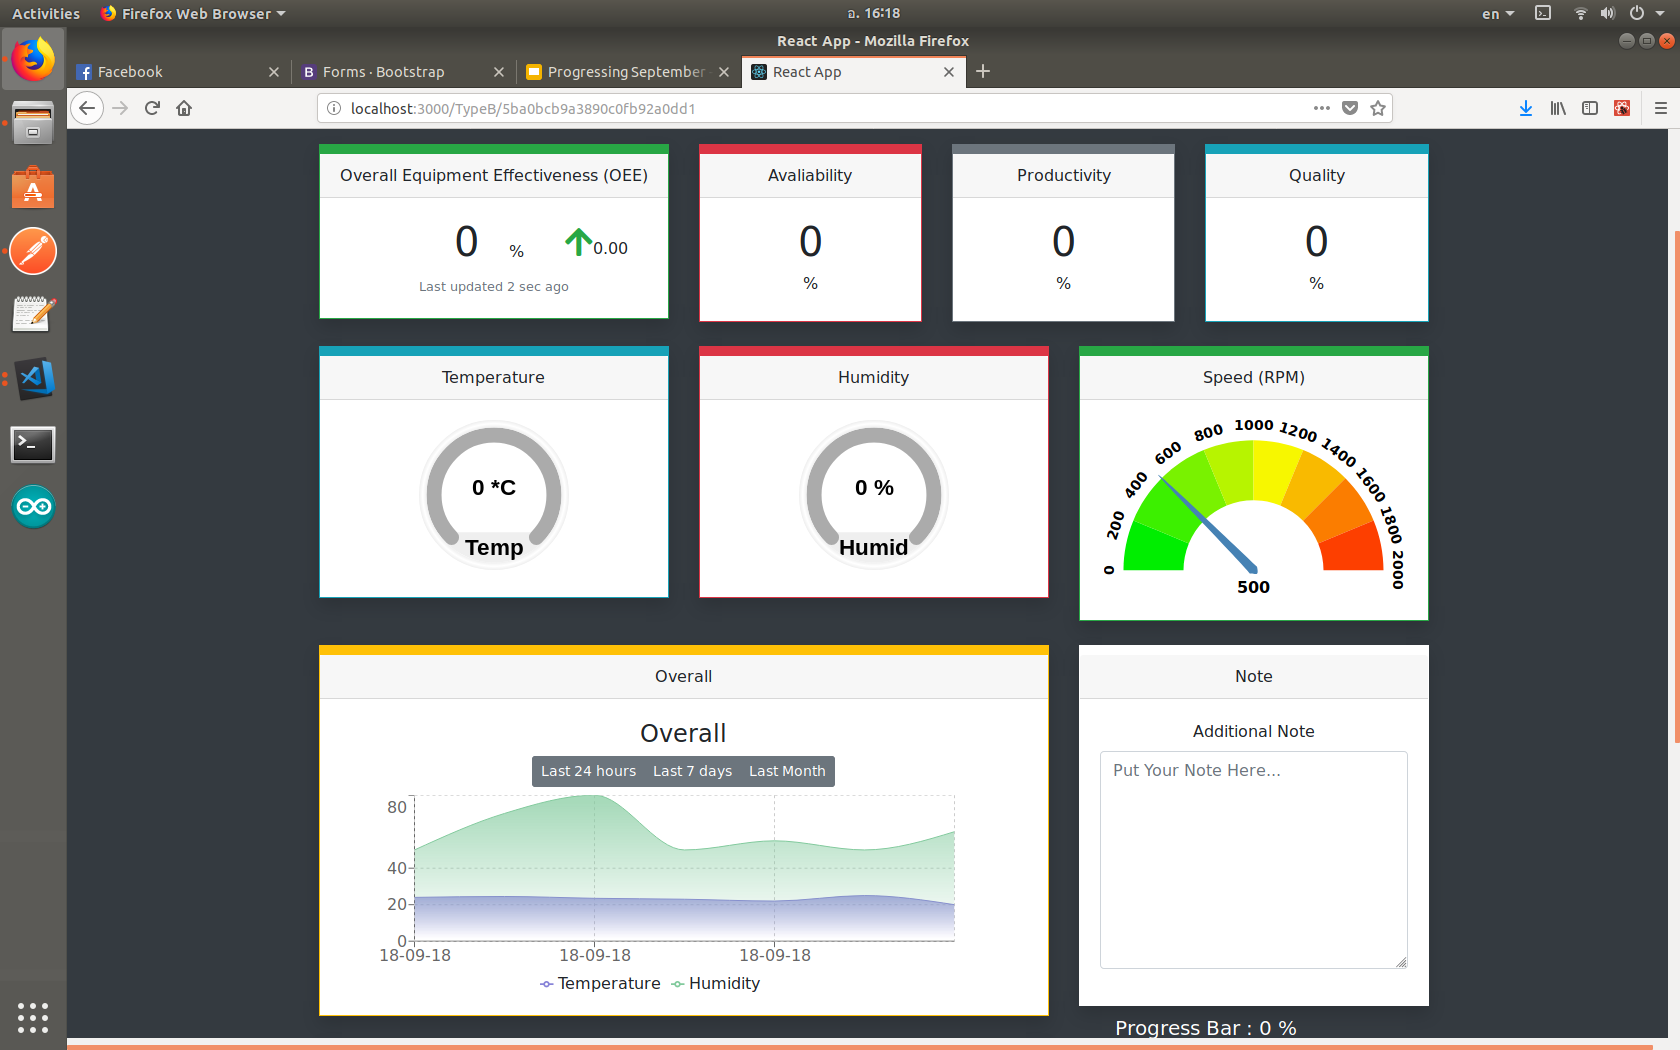 Activities
Firefox Web Browser
อ. 16:18
en
React App - Mozilla Firefox
Facebook
Forms · Bootstrap
Progressing September
React App
localhost:3000/TypeB/5ba0bcb9a3890c0fb92a0dd1
Overall Equipment Effectiveness (OEE)
0 % 0.00
Last updated 2 sec ago
Avaliability
0
%
Productivity
0
%
Quality
0
%
Temperature
0 *C
Temp
Humidity
0 %
Humid
Speed (RPM)
0
200
400
600
800
1000
1200
1400
1600
1800
2000
500
Overall
Overall
Last 24 hours Last 7 days Last Month
80
40
20
0
18-09-18 18-09-18 18-09-18
Temperature Humidity
Note
Additional Note
Put Your Note Here...
Progress Bar : 0 %